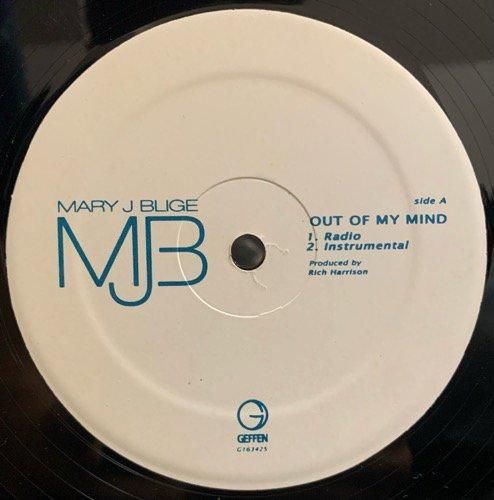 MARY J BLIGE
MJB
side A
OUT OF MY MIND
1. Radio
2. Instrumental
Produced by
Rich Harrison
G
GEFFEN
G163425